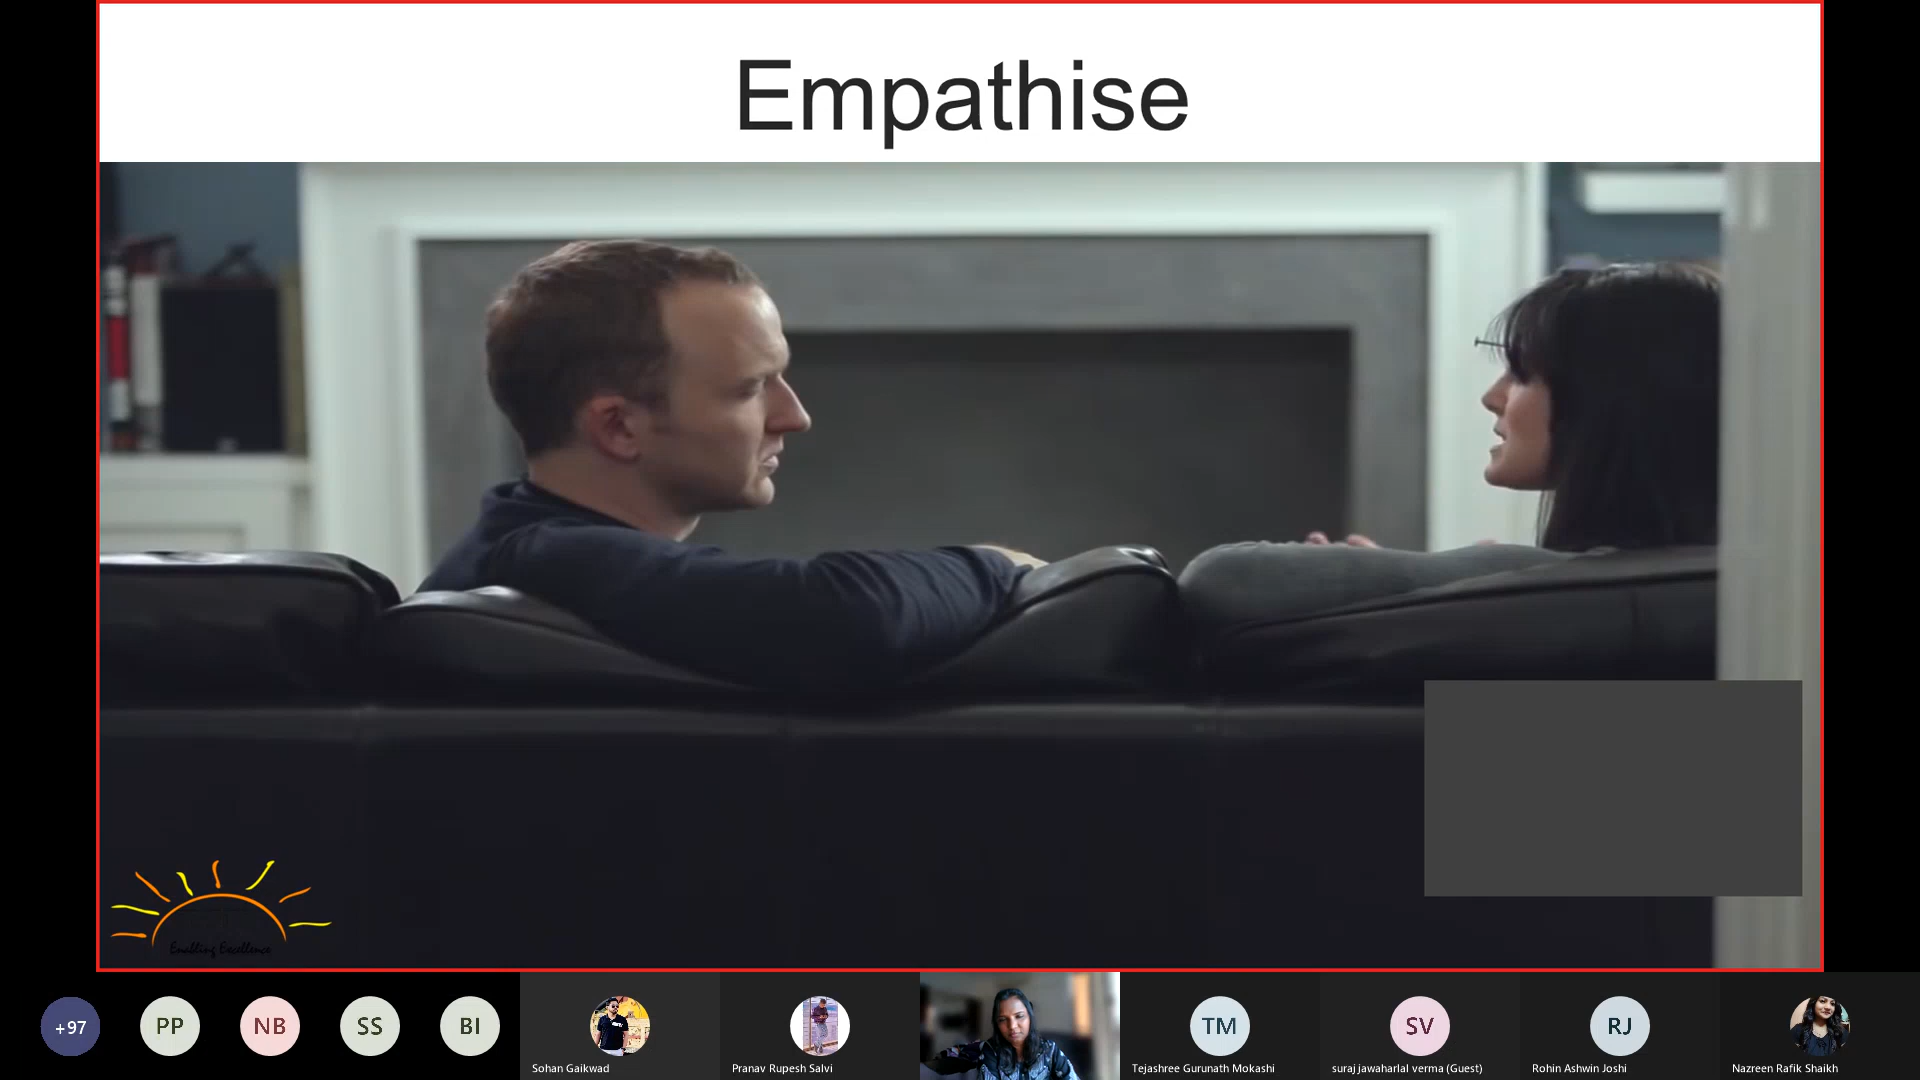 Empathise
Enabling Excellence
+97
PP
NB
SS
BI
TM
SV
RJ
Sohan Gaikwad
Pranav Rupesh Salvi
Tejashree Gurunath Mokashi
suraj jawaharlal verma (Guest)
Rohin Ashwin Joshi
Nazreen Rafik Shaikh